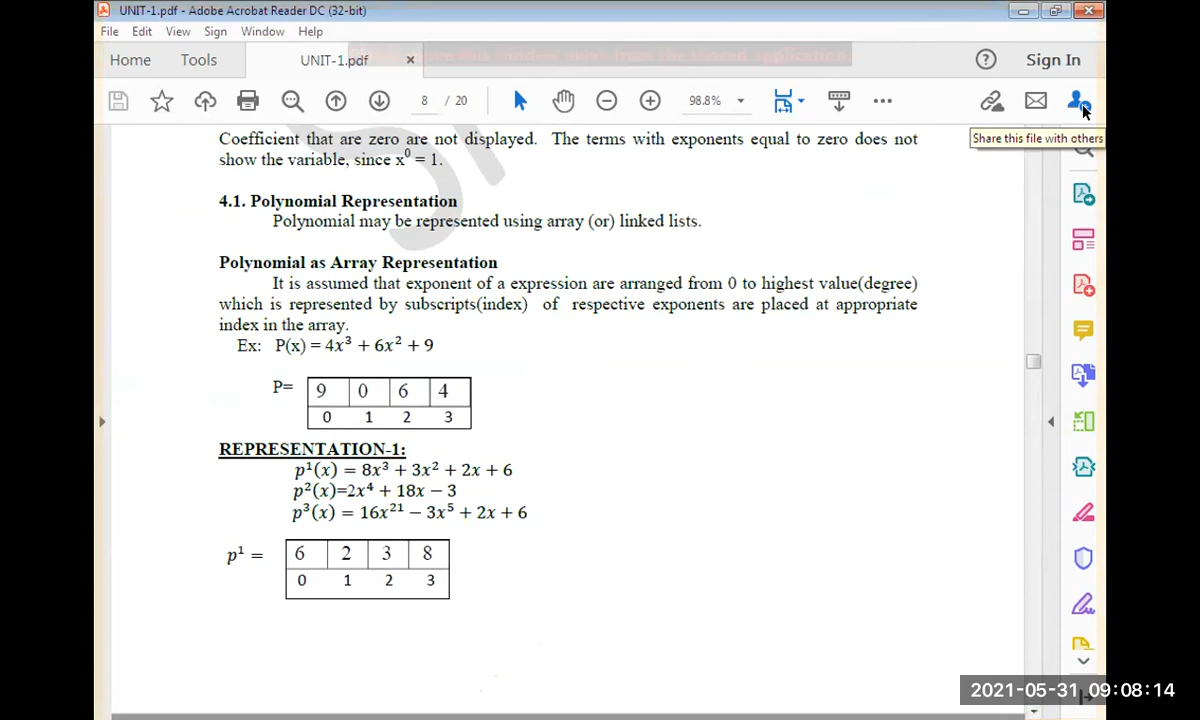 UNIT-1.pdf - Adobe Acrobat Reader DC (32-bit)
File Edit View Sign Window Help
Home Tools UNIT-1.pdf × Sign In
8 / 20 98.8%
Share this file with others
Coefficient that are zero are not displayed. The terms with exponents equal to zero does not
show the variable, since x⁰ = 1.
4.1. Polynomial Representation
Polynomial may be represented using array (or) linked lists.
Polynomial as Array Representation
It is assumed that exponent of a expression are arranged from 0 to highest value(degree)
which is represented by subscripts(index) of respective exponents are placed at appropriate
index in the array.
Ex: P(x) = 4x³ + 6x² + 9
P= 9 0 6 4
0 1 2 3
REPRESENTATION-1:
p¹(x) = 8x³ + 3x² + 2x + 6
p²(x)=2x⁴ + 18x − 3
p³(x) = 16x²¹ − 3x⁵ + 2x + 6
p¹ = 6 2 3 8
0 1 2 3
2021-05-31 09:08:14